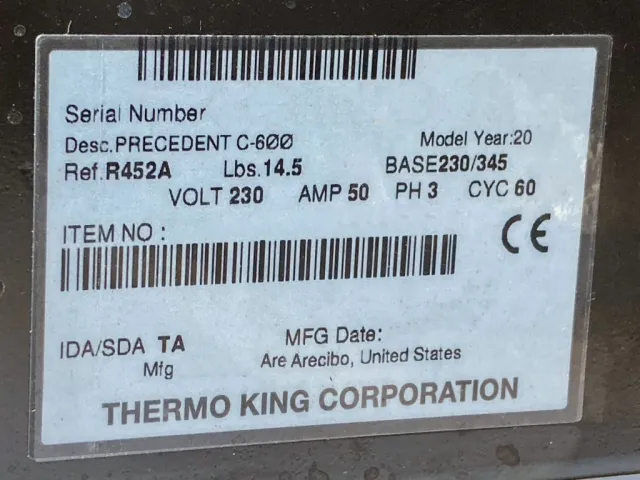 Serial Number
Desc.PRECEDENT C-6ØØ Model Year:20
Ref.R452A Lbs.14.5 BASE230/345
VOLT 230 AMP 50 PH 3 CYC 60
ITEM NO :
CE
IDA/SDA TA MFG Date:
Mfg Are Arecibo, United States
THERMO KING CORPORATION